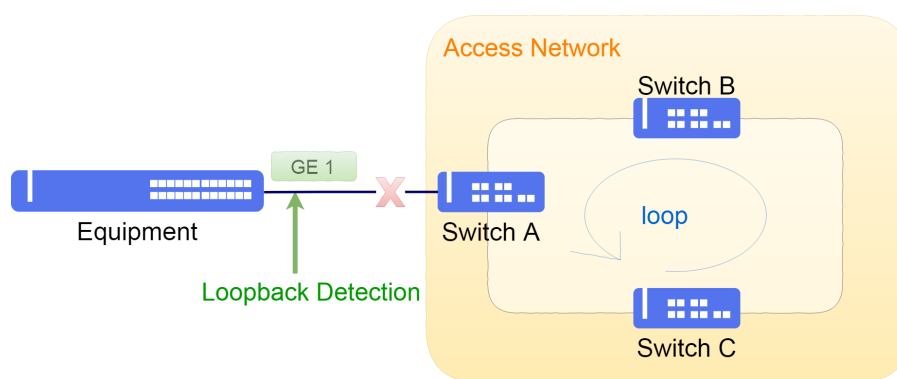 Access Network
Switch B
GE 1
Equipment
Switch A
loop
Loopback Detection
Switch C